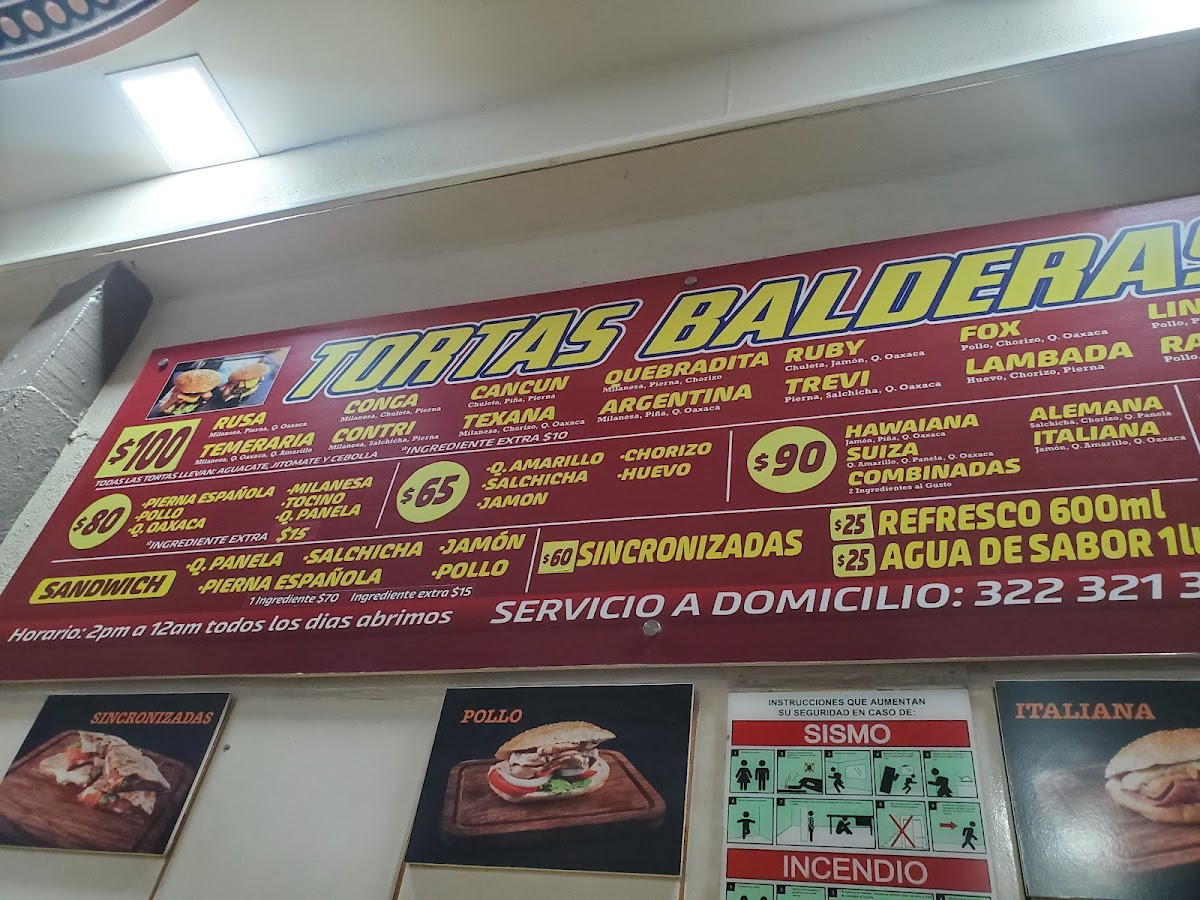 TORTAS BALDERAS
$100
RUSA
Milanesa, Pierna, Q. Oaxaca
TEMERARIA
Milanesa, Q. Oaxaca, Q. Amarillo
CONGA
Milanesa, Chuleta, Pierna
CONTRI
Milanesa, Salchicha, Pierna
CANCUN
Chuleta, Piña, Pierna
TEXANA
Milanesa, Chorizo, Q. Oaxaca
QUEBRADITA
Milanesa, Pierna, Chorizo
ARGENTINA
Milanesa, Piña, Q. Oaxaca
RUBY
Chuleta, Jamón, Q. Oaxaca
TREVI
Pierna, Salchicha, Q. Oaxaca
FOX
Pollo, Chorizo, Q. Oaxaca
LAMBADA
Huevo, Chorizo, Pierna
LIN
Pollo, P
RA
Pollo
TODAS LAS TORTAS LLEVAN: AGUACATE, JITOMATE Y CEBOLLA
*INGREDIENTE EXTRA $10
$80
·PIERNA ESPAÑOLA
·POLLO
·Q. OAXACA
·MILANESA
·TOCINO
·Q. PANELA
*INGREDIENTE EXTRA $15
$65
·Q. AMARILLO
·SALCHICHA
·JAMON
·CHORIZO
·HUEVO
$90
HAWAIANA
Jamón, Piña, Q. Oaxaca
SUIZA
Q. Amarillo, Q. Panela, Q. Oaxaca
COMBINADAS
2 Ingredientes al Gusto
ALEMANA
Salchicha, Chorizo, Q. Panela
ITALIANA
Jamón, Q. Amarillo, Q. Oaxaca
SANDWICH
·Q. PANELA
·SALCHICHA
·JAMÓN
·PIERNA ESPAÑOLA
·POLLO
1 Ingrediente $70 Ingrediente extra $15
$60 SINCRONIZADAS
$25 REFRESCO 600ml
$25 AGUA DE SABOR 1li
Horario: 2pm a 12am todos los dias abrimos
SERVICIO A DOMICILIO: 322 321 3
SINCRONIZADAS
POLLO
INSTRUCCIONES QUE AUMENTAN
SU SEGURIDAD EN CASO DE:
SISMO
INCENDIO
ITALIANA